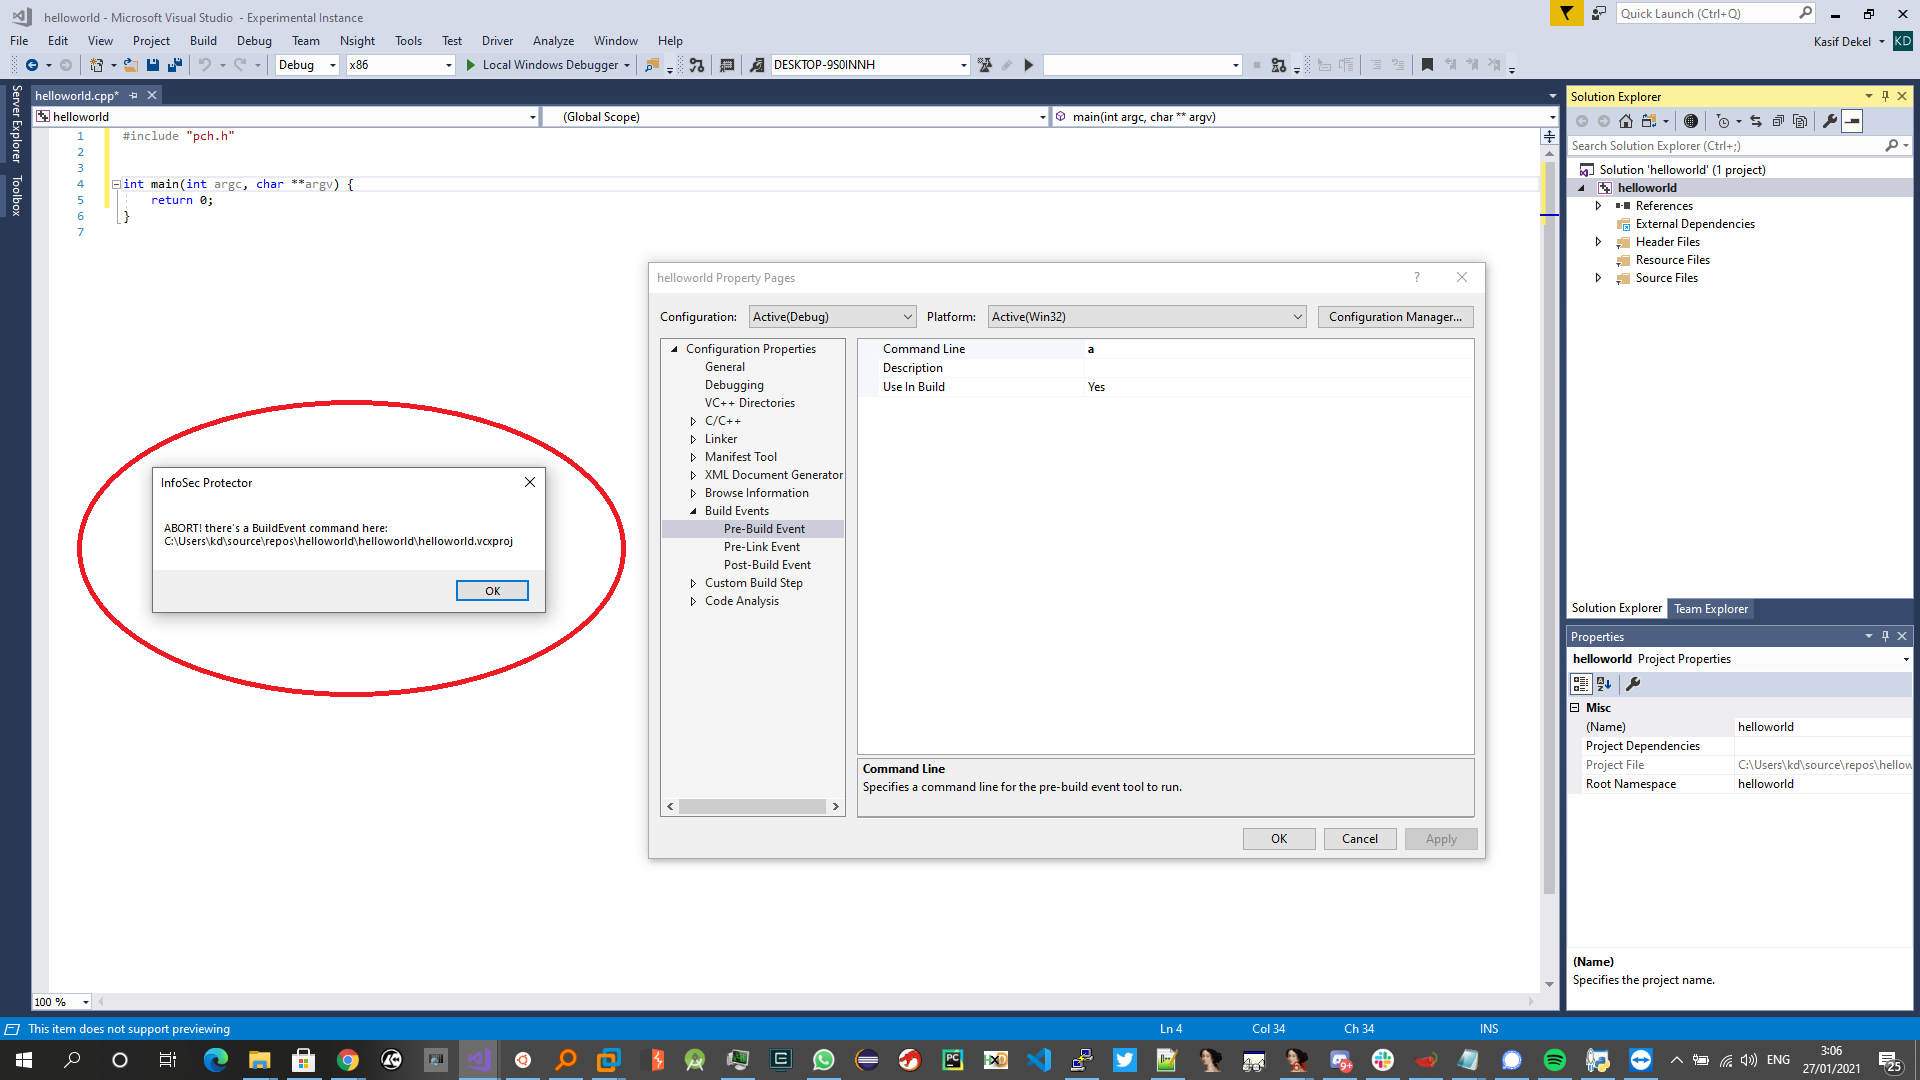 helloworld - Microsoft Visual Studio - Experimental Instance
Quick Launch (Ctrl+Q)
File Edit View Project Build Debug Team Nsight Tools Test Driver Analyze Window Help
Kasif Dekel KD
Debug x86 Local Windows Debugger DESKTOP-9S0INNH
Server Explorer
Toolbox
helloworld.cpp*
helloworld (Global Scope) main(int argc, char ** argv)
1 #include "pch.h"
2
3
4 int main(int argc, char **argv) {
5 return 0;
6 }
7
InfoSec Protector
ABORT! there's a BuildEvent command here:
C:\Users\kd\source\repos\helloworld\helloworld\helloworld.vcxproj
OK
helloworld Property Pages ?
Configuration: Active(Debug) Platform: Active(Win32) Configuration Manager...
Configuration Properties
General
Debugging
VC++ Directories
C/C++
Linker
Manifest Tool
XML Document Generator
Browse Information
Build Events
Pre-Build Event
Pre-Link Event
Post-Build Event
Custom Build Step
Code Analysis
Command Line a
Description
Use In Build Yes
Command Line
Specifies a command line for the pre-build event tool to run.
OK Cancel Apply
Solution Explorer
Search Solution Explorer (Ctrl+;)
Solution 'helloworld' (1 project)
helloworld
References
External Dependencies
Header Files
Resource Files
Source Files
Solution Explorer Team Explorer
Properties
helloworld Project Properties
Misc
(Name) helloworld
Project Dependencies
Project File C:\Users\kd\source\repos\hellow
Root Namespace helloworld
(Name)
Specifies the project name.
100 %
This item does not support previewing
Ln 4 Col 34 Ch 34 INS
ENG
3:06
27/01/2021
25